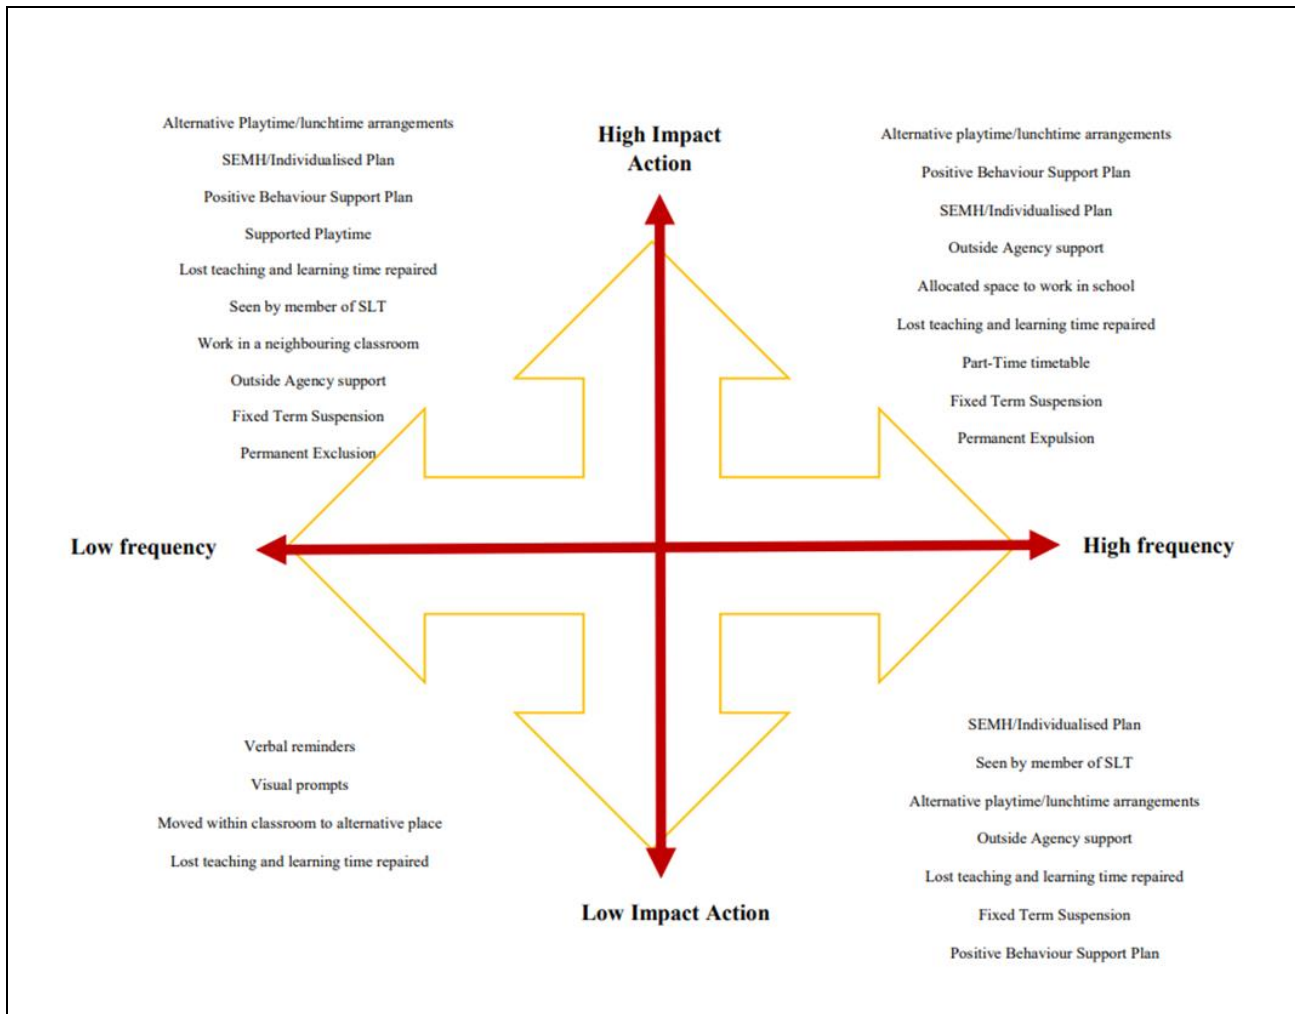 Alternative Playtime/lunchtime arrangements
SEMH/Individualised Plan
Positive Behaviour Support Plan
Supported Playtime
Lost teaching and learning time repaired
Seen by member of SLT
Work in a neighbouring classroom
Outside Agency support
Fixed Term Suspension
Permanent Exclusion
High Impact
Action
Alternative playtime/lunchtime arrangements
Positive Behaviour Support Plan
SEMH/Individualised Plan
Outside Agency support
Allocated space to work in school
Lost teaching and learning time repaired
Part-Time timetable
Fixed Term Suspension
Permanent Expulsion
Low frequency
High frequency
Verbal reminders
Visual prompts
Moved within classroom to alternative place
Lost teaching and learning time repaired
Low Impact Action
SEMH/Individualised Plan
Seen by member of SLT
Alternative playtime/lunchtime arrangements
Outside Agency support
Lost teaching and learning time repaired
Fixed Term Suspension
Positive Behaviour Support Plan